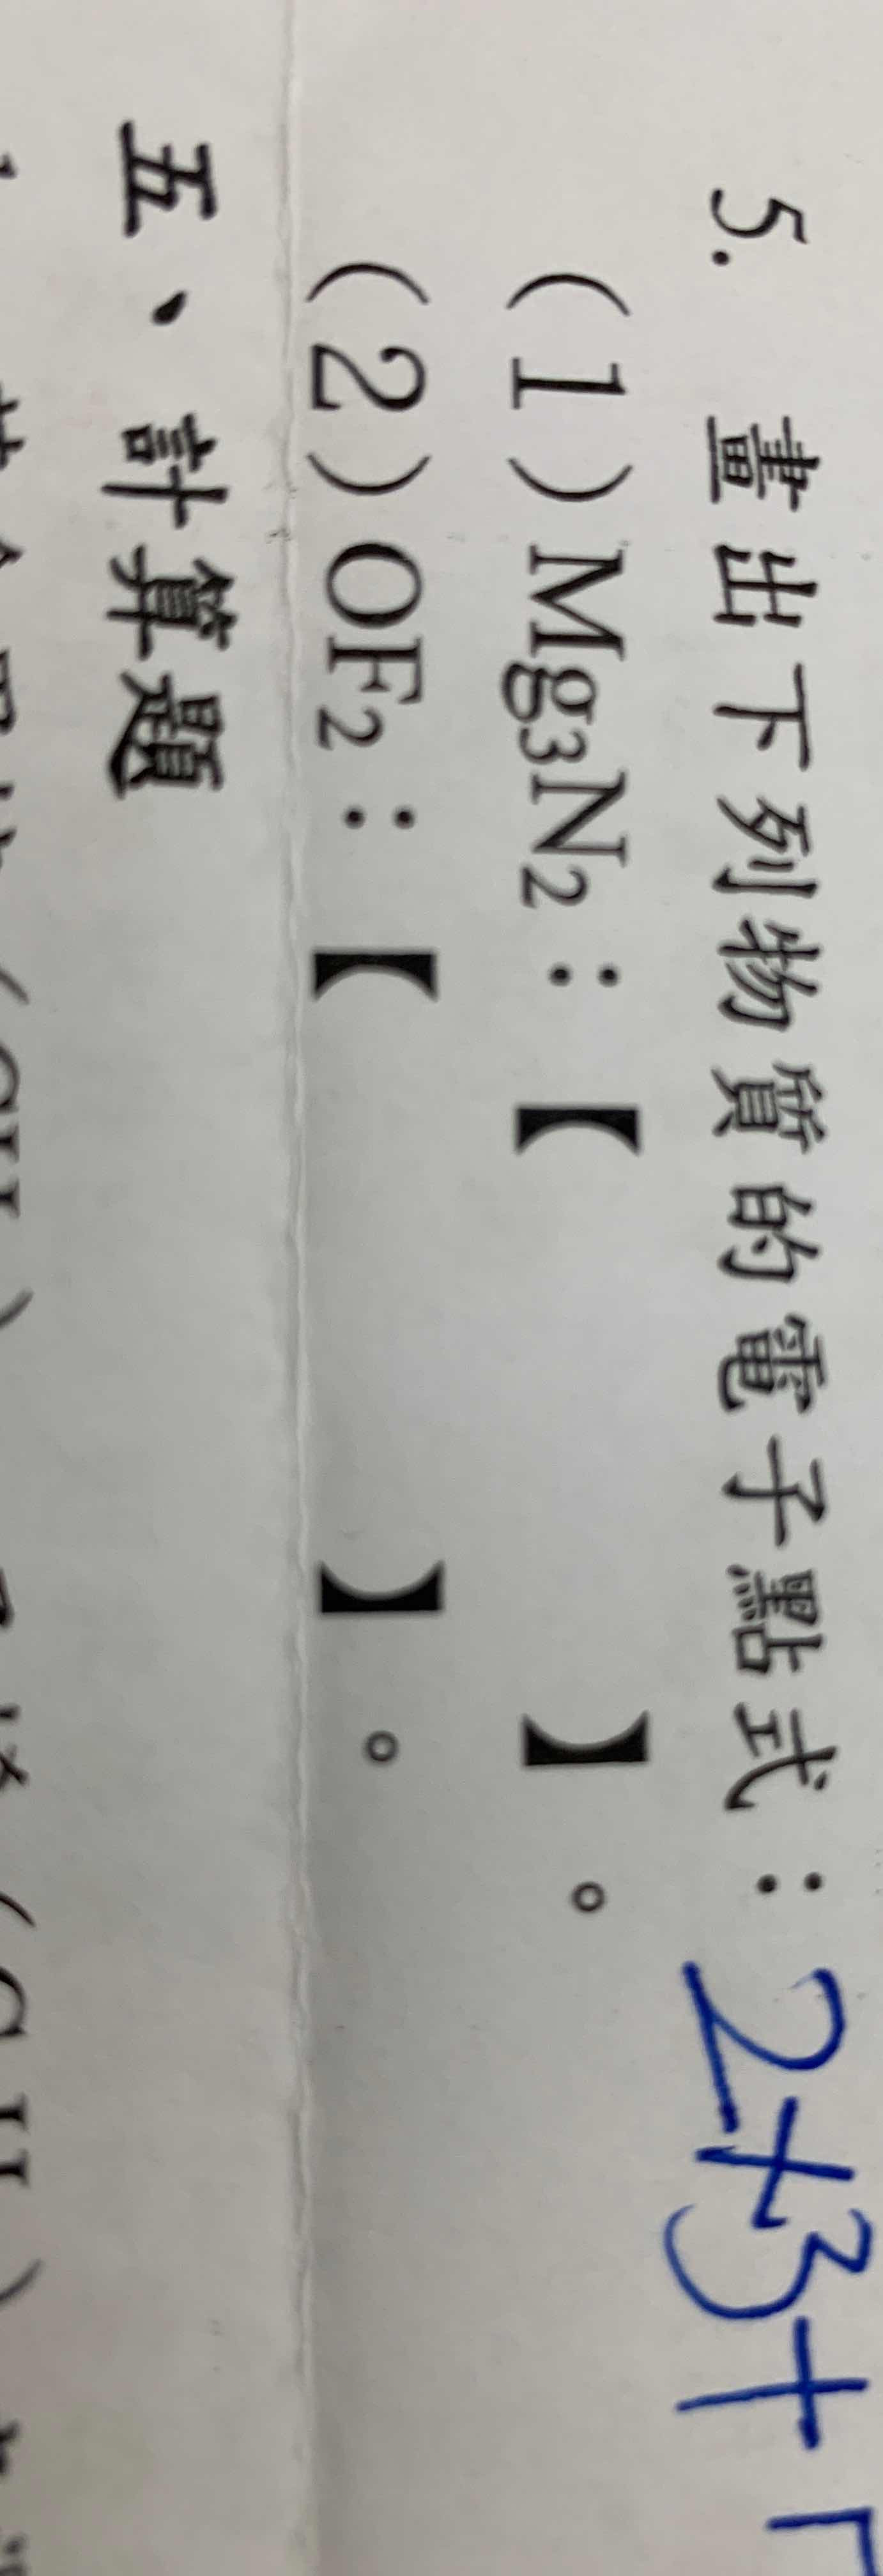 5. 畫出下列物質的電子點式：2+3+
(1)Mg₃N₂：【 】。
(2)OF₂：【 】。
五、計算題